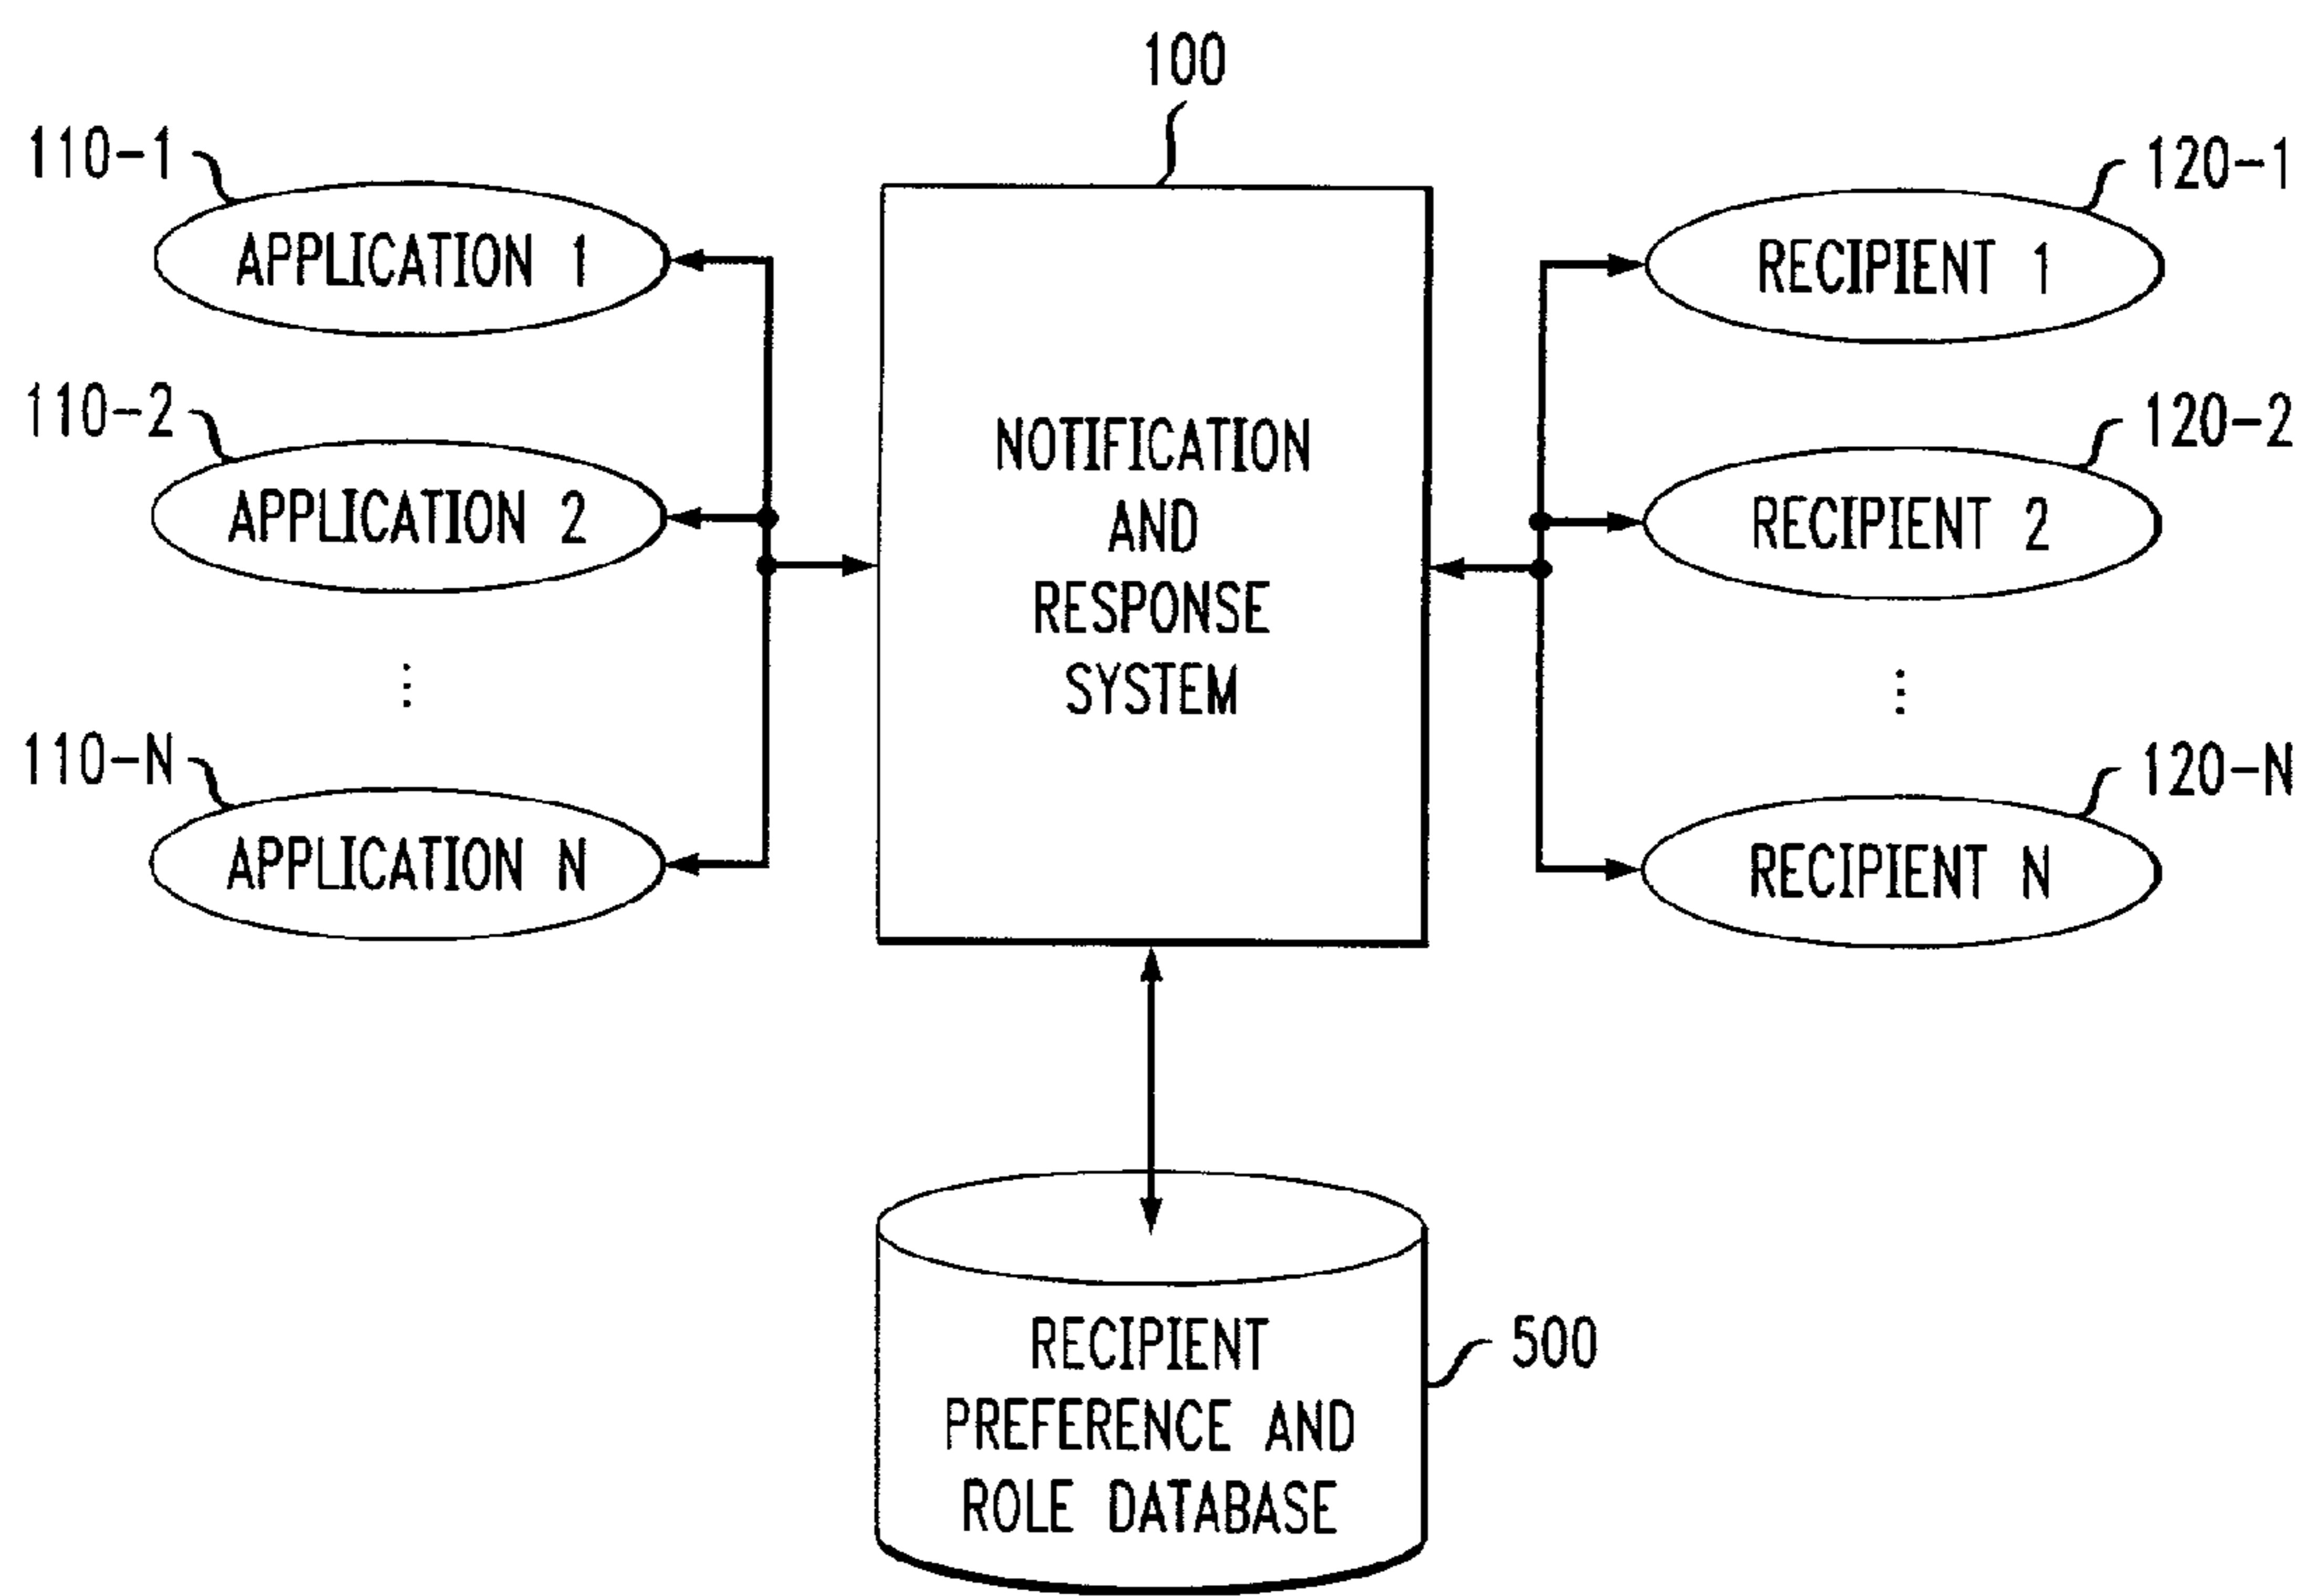 100
110-1
APPLICATION 1
110-2
APPLICATION 2
⋮
110-N
APPLICATION N
NOTIFICATION
AND
RESPONSE
SYSTEM
120-1
RECIPIENT 1
120-2
RECIPIENT 2
⋮
120-N
RECIPIENT N
RECIPIENT
PREFERENCE AND
ROLE DATABASE
500